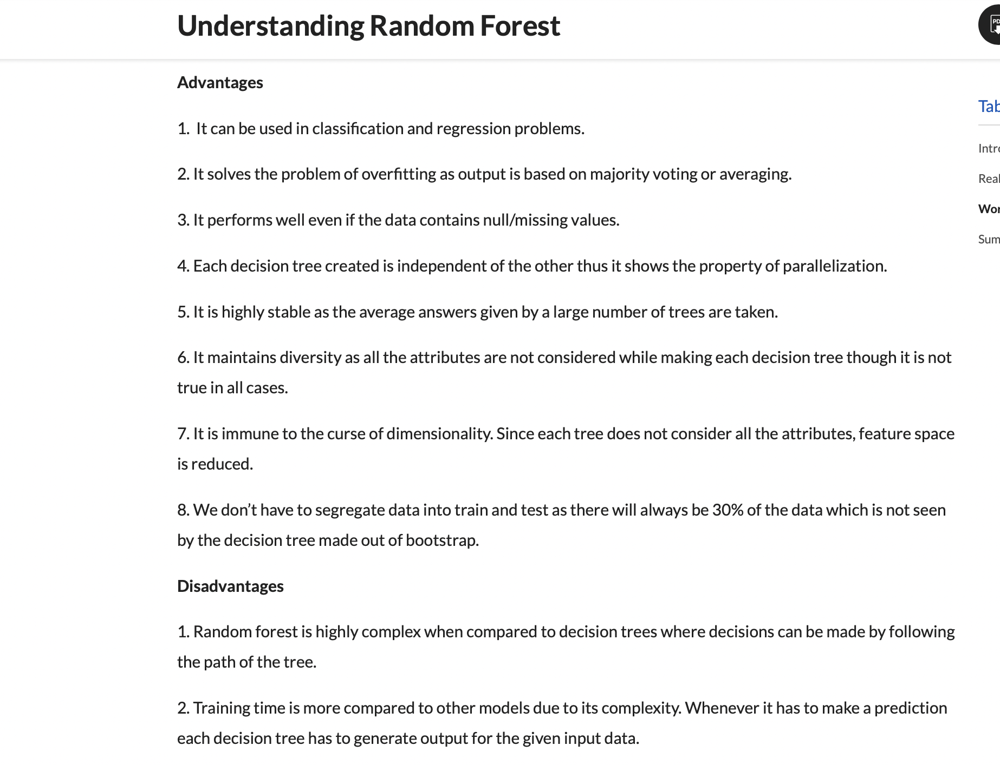 Understanding Random Forest
PD
Advantages
Tab
1. It can be used in classification and regression problems.
Intro
2. It solves the problem of overfitting as output is based on majority voting or averaging.
Real
3. It performs well even if the data contains null/missing values.
Wor
Sum
4. Each decision tree created is independent of the other thus it shows the property of parallelization.
5. It is highly stable as the average answers given by a large number of trees are taken.
6. It maintains diversity as all the attributes are not considered while making each decision tree though it is not
true in all cases.
7. It is immune to the curse of dimensionality. Since each tree does not consider all the attributes, feature space
is reduced.
8. We don’t have to segregate data into train and test as there will always be 30% of the data which is not seen
by the decision tree made out of bootstrap.
Disadvantages
1. Random forest is highly complex when compared to decision trees where decisions can be made by following
the path of the tree.
2. Training time is more compared to other models due to its complexity. Whenever it has to make a prediction
each decision tree has to generate output for the given input data.